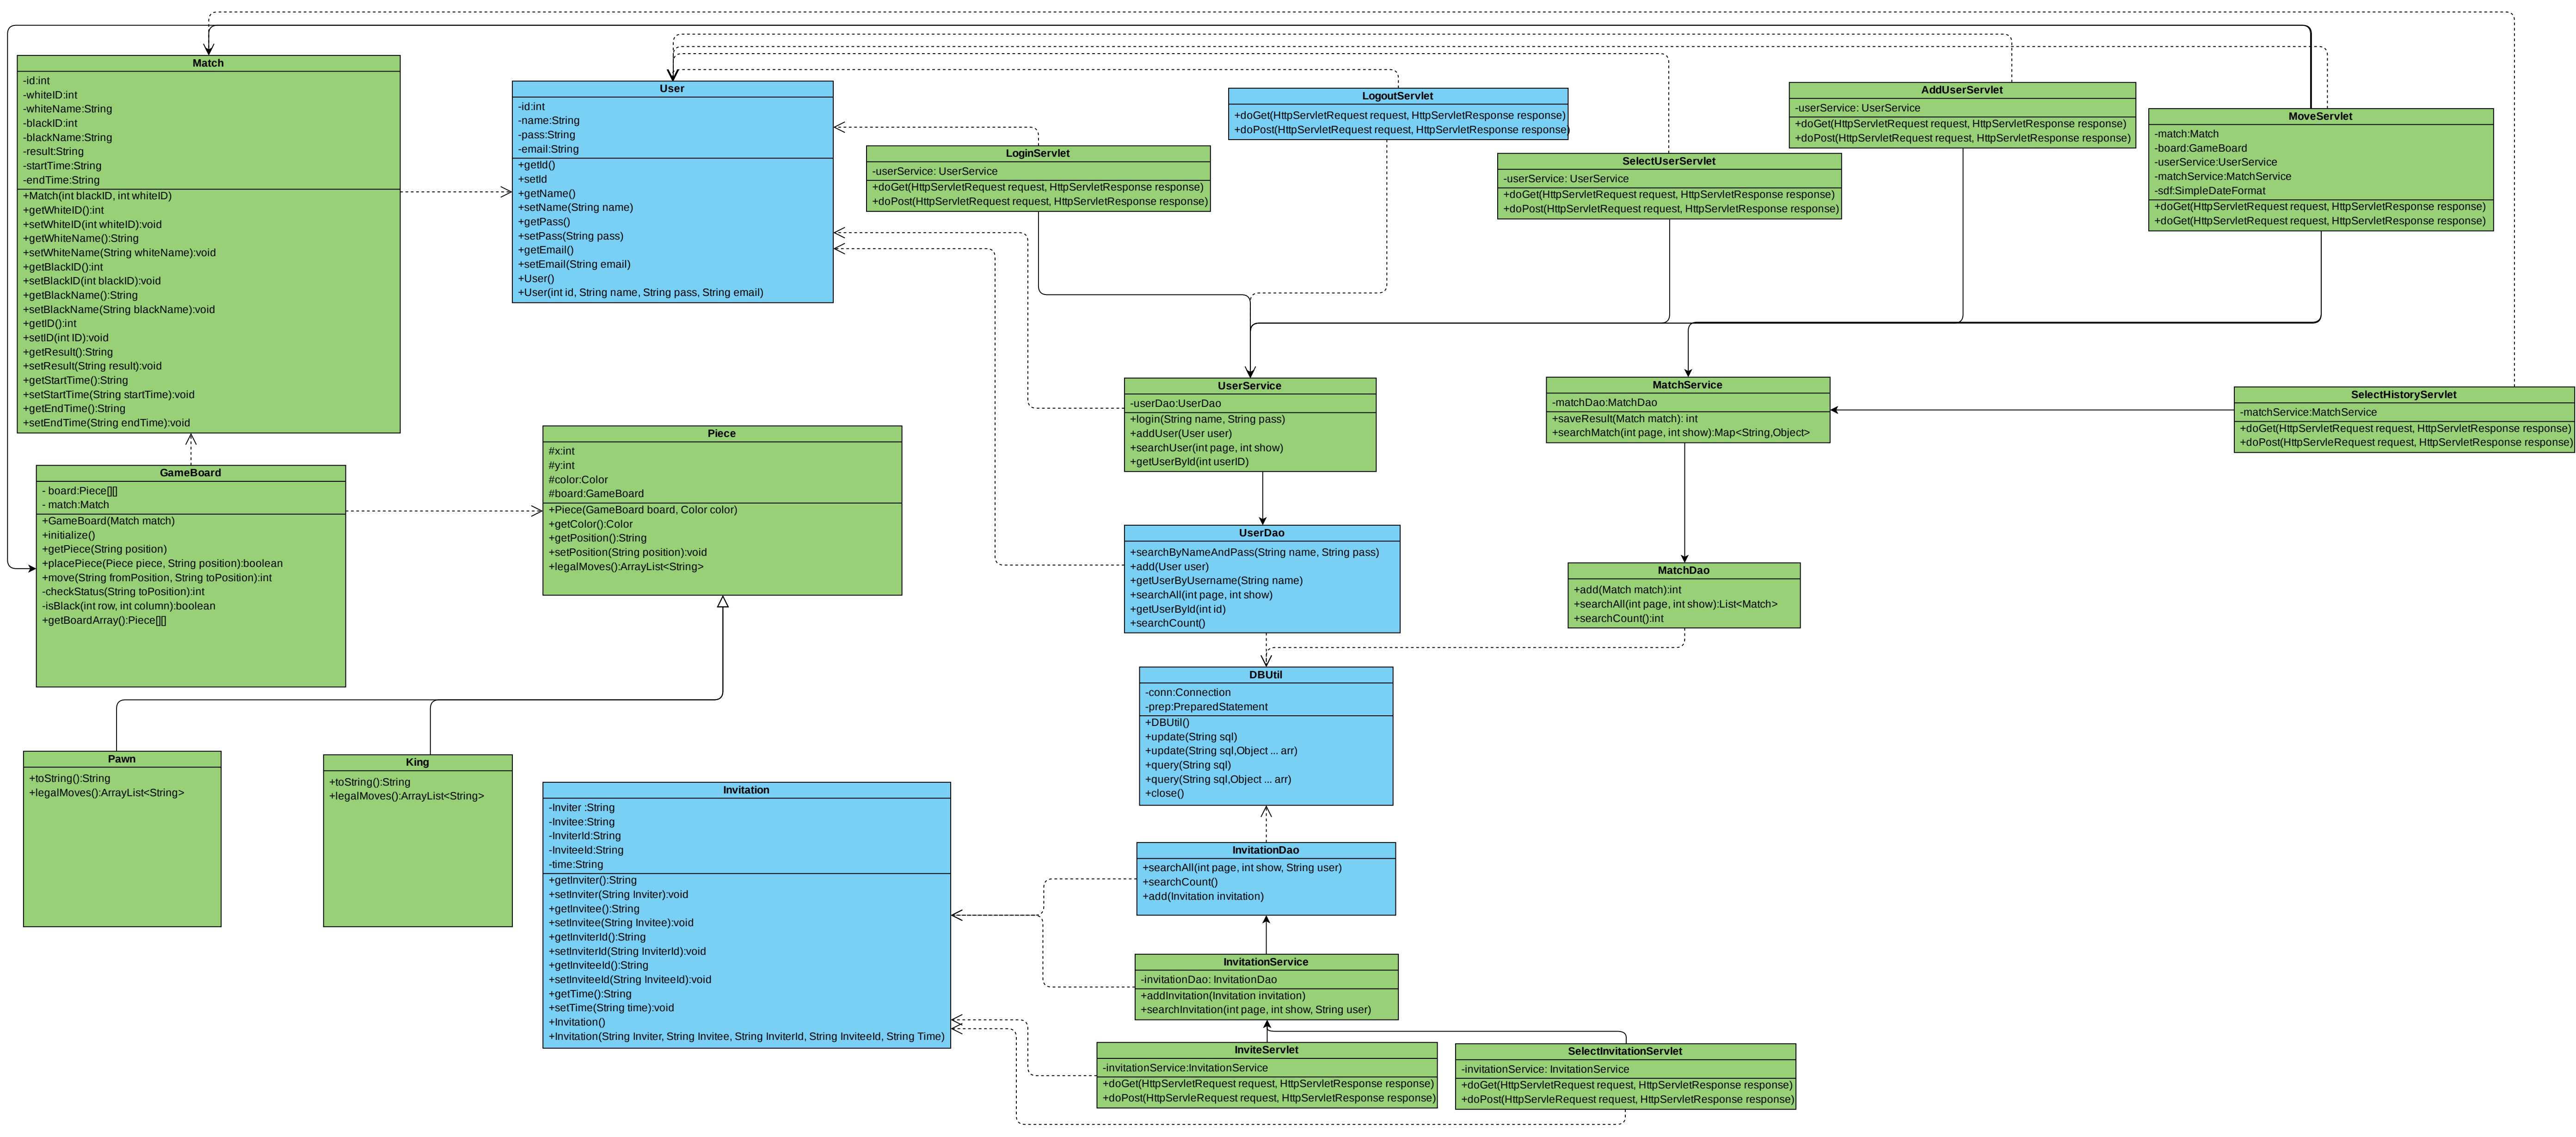 Match
-id:int
-whiteID:int
-whiteName:String
-blackID:int
-blackName:String
-result:String
-startTime:String
-endTime:String
+Match(int blackID, int whiteID)
+getWhiteID():int
+setWhiteID(int whiteID):void
+getWhiteName():String
+setWhiteName(String whiteName):void
+getBlackID():int
+setBlackID(int blackID):void
+getBlackName():String
+setBlackName(String blackName):void
+getID():int
+setID(int ID):void
+getResult():String
+setResult(String result):void
+getStartTime():String
+setStartTime(String startTime):void
+getEndTime():String
+setEndTime(String endTime):void
User
-id:int
-name:String
-pass:String
-email:String
+getId()
+setId
+getName()
+setName(String name)
+getPass()
+setPass(String pass)
+getEmail()
+setEmail(String email)
+User()
+User(int id, String name, String pass, String email)
LoginServlet
-userService: UserService
+doGet(HttpServletRequest request, HttpServletResponse response)
+doPost(HttpServletRequest request, HttpServletResponse response)
LogoutServlet
+doGet(HttpServletRequest request, HttpServletResponse response)
+doPost(HttpServletRequest request, HttpServletResponse response)
SelectUserServlet
-userService: UserService
+doGet(HttpServletRequest request, HttpServletResponse response)
+doPost(HttpServletRequest request, HttpServletResponse response)
AddUserServlet
-userService: UserService
+doGet(HttpServletRequest request, HttpServletResponse response)
+doPost(HttpServletRequest request, HttpServletResponse response)
MoveServlet
-match:Match
-board:GameBoard
-userService:UserService
-matchService:MatchService
-sdf:SimpleDateFormat
+doGet(HttpServletRequest request, HttpServletResponse response)
+doGet(HttpServletRequest request, HttpServletResponse response)
GameBoard
- board:Piece[][]
- match:Match
+GameBoard(Match match)
+initialize()
+getPiece(String position)
+placePiece(Piece piece, String position):boolean
+move(String fromPosition, String toPosition):int
-checkStatus(String toPosition):int
-isBlack(int row, int column):boolean
+getBoardArray():Piece[][]
Piece
#x:int
#y:int
#color:Color
#board:GameBoard
+Piece(GameBoard board, Color color)
+getColor():Color
+getPosition():String
+setPosition(String position):void
+legalMoves():ArrayList<String>
UserService
-userDao:UserDao
+login(String name, String pass)
+addUser(User user)
+searchUser(int page, int show)
+getUserById(int userID)
MatchService
-matchDao:MatchDao
+saveResult(Match match): int
+searchMatch(int page, int show):Map<String,Object>
SelectHistoryServlet
-matchService:MatchService
+doGet(HttpServletRequest request, HttpServletResponse response)
+doPost(HttpServleRequest request, HttpServletResponse response)
UserDao
+searchByNameAndPass(String name, String pass)
+add(User user)
+getUserByUsername(String name)
+searchAll(int page, int show)
+getUserById(int id)
+searchCount()
MatchDao
+add(Match match):int
+searchAll(int page, int show):List<Match>
+searchCount():int
DBUtil
-conn:Connection
-prep:PreparedStatement
+DBUtil()
+update(String sql)
+update(String sql,Object ... arr)
+query(String sql)
+query(String sql,Object ... arr)
+close()
Pawn
+toString():String
+legalMoves():ArrayList<String>
King
+toString():String
+legalMoves():ArrayList<String>
Invitation
-Inviter :String
-Invitee:String
-InviterId:String
-InviteeId:String
-time:String
+getInviter():String
+setInviter(String Inviter):void
+getInvitee():String
+setInvitee(String Invitee):void
+getInviterId():String
+setInviterId(String InviterId):void
+getInviteeId():String
+setInviteeId(String InviteeId):void
+getTime():String
+setTime(String time):void
+Invitation()
+Invitation(String Inviter, String Invitee, String InviterId, String InviteeId, String Time)
InvitationDao
+searchAll(int page, int show, String user)
+searchCount()
+add(Invitation invitation)
InvitationService
-invitationDao: InvitationDao
+addInvitation(Invitation invitation)
+searchInvitation(int page, int show, String user)
InviteServlet
-invitationService:InvitationService
+doGet(HttpServletRequest request, HttpServletResponse response)
+doPost(HttpServleRequest request, HttpServletResponse response)
SelectInvitationServlet
-invitationService: InvitationService
+doGet(HttpServletRequest request, HttpServletResponse response)
+doPost(HttpServleRequest request, HttpServletResponse response)